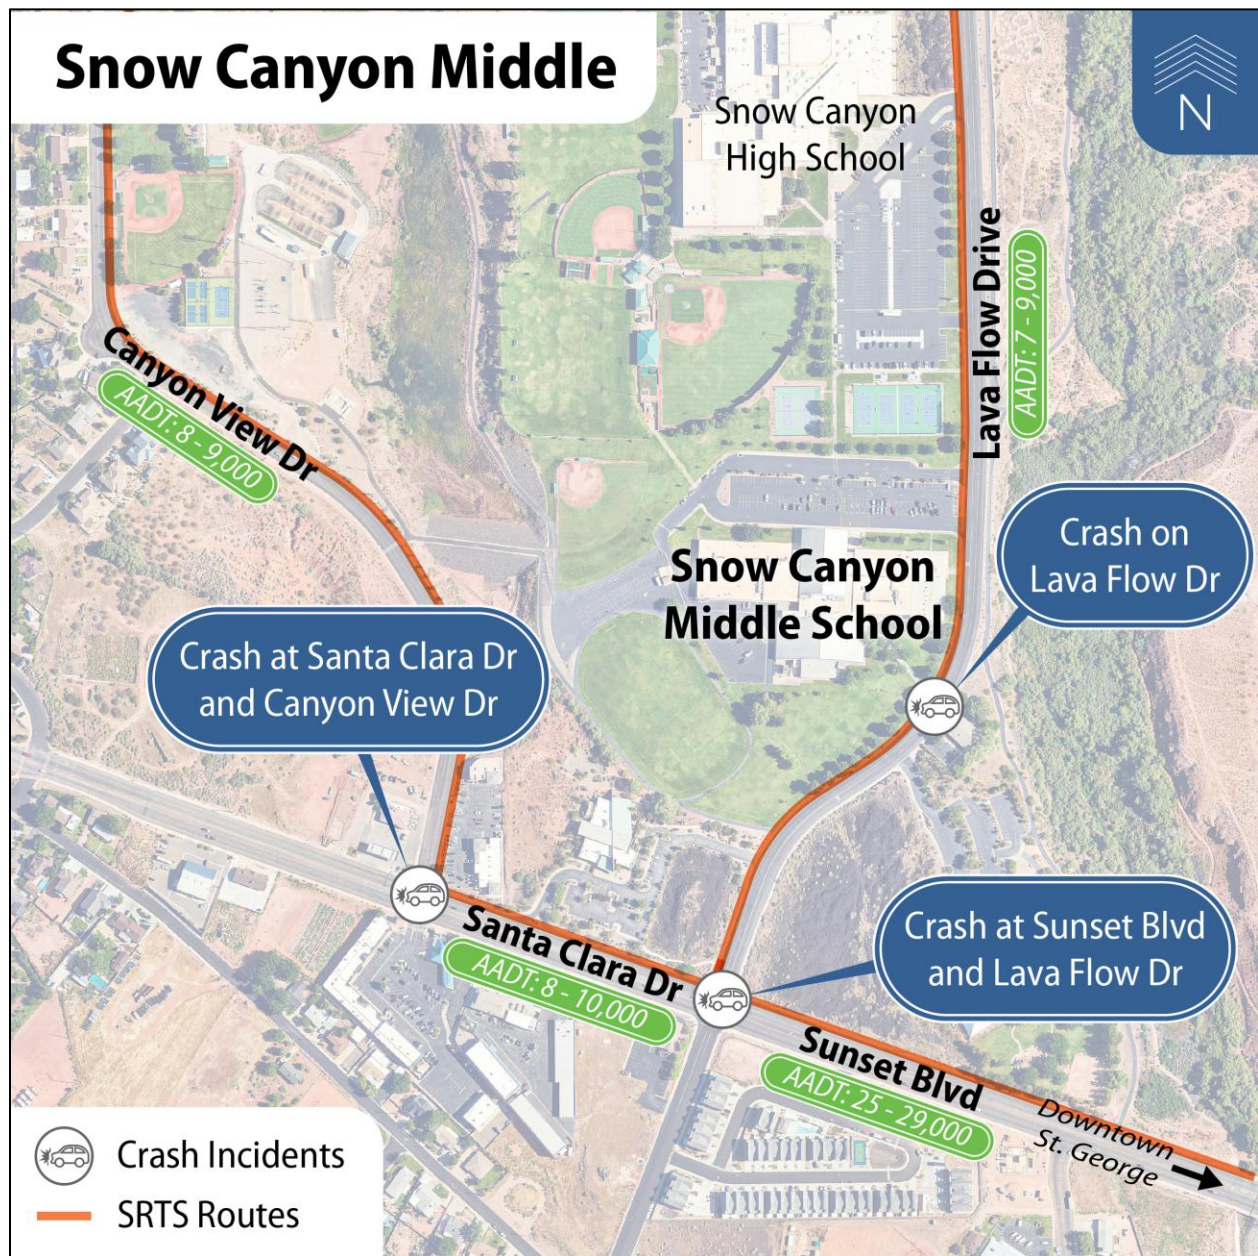 Snow Canyon Middle
N
Snow Canyon
High School
Lava Flow Drive
AADT: 7 - 9,000
Canyon View Dr
AADT: 8 - 9,000
Crash on
Lava Flow Dr
Snow Canyon
Middle School
Crash at Santa Clara Dr
and Canyon View Dr
Santa Clara Dr
AADT: 8 - 10,000
Crash at Sunset Blvd
and Lava Flow Dr
Sunset Blvd
AADT: 25 - 29,000
Downtown
St. George
Crash Incidents
SRTS Routes